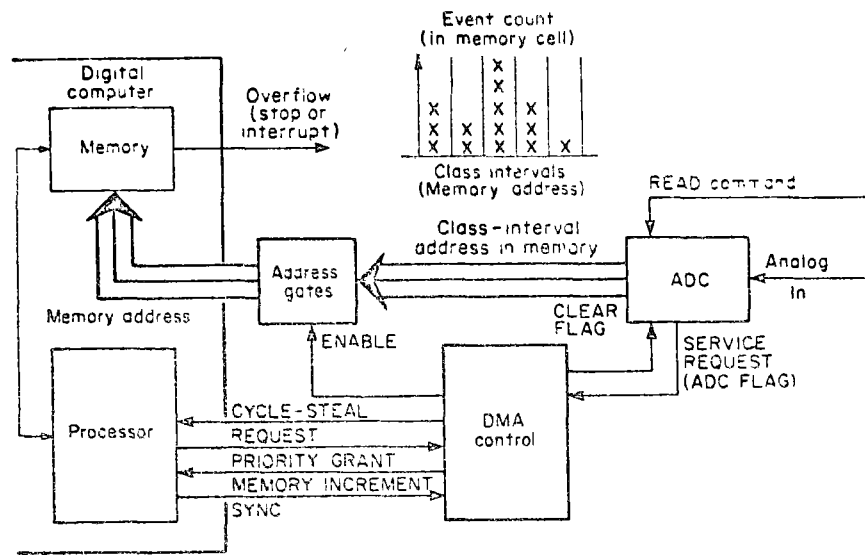 Event count
(in memory cell)
Digital
computer
Overflow
(stop or
interrupt)
Memory
X
X
X X X
X X X X
X X X X X
Class intervals
(Memory address)
READ command
Class-interval
address in memory
Address
gates
ADC
Analog
In
Memory address
CLEAR
FLAG
ENABLE
SERVICE
REQUEST
(ADC FLAG)
Processor
CYCLE-STEAL
REQUEST
PRIORITY GRANT
MEMORY INCREMENT
SYNC
DMA
control